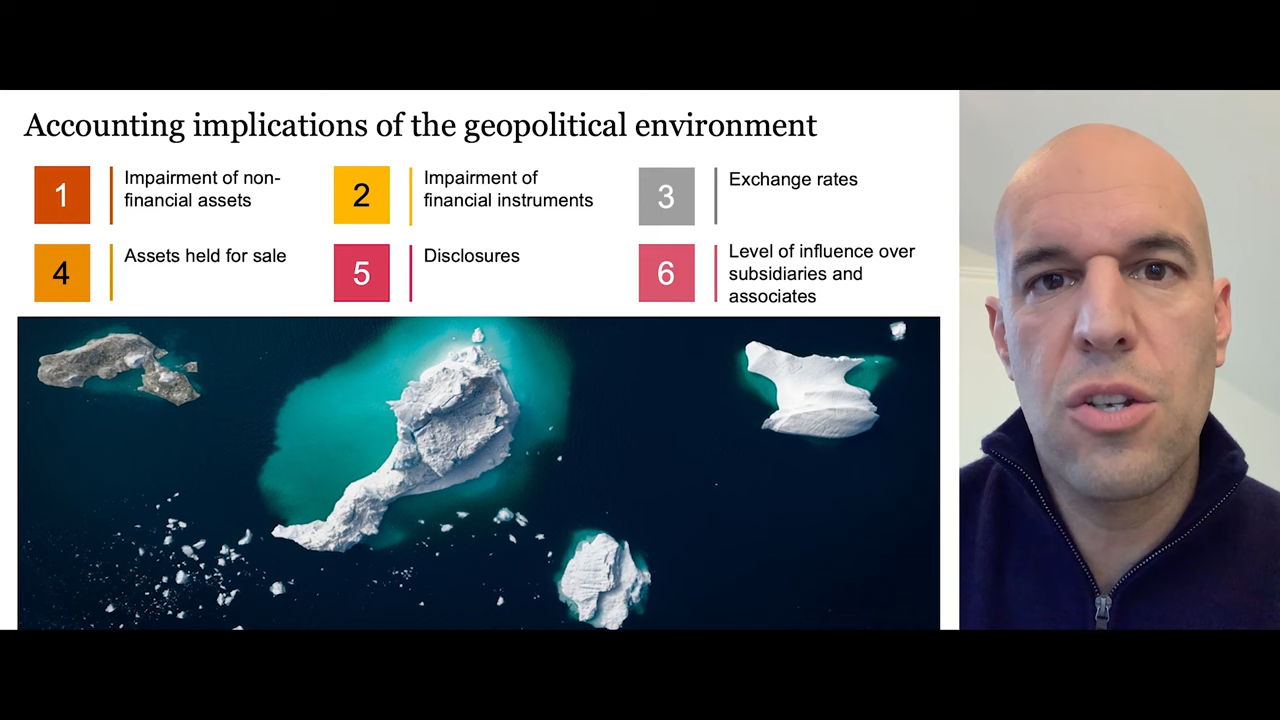 Accounting implications of the geopolitical environment
1
Impairment of non-
financial assets
2
Impairment of
financial instruments
3
Exchange rates
4
Assets held for sale
5
Disclosures
6
Level of influence over
subsidiaries and
associates